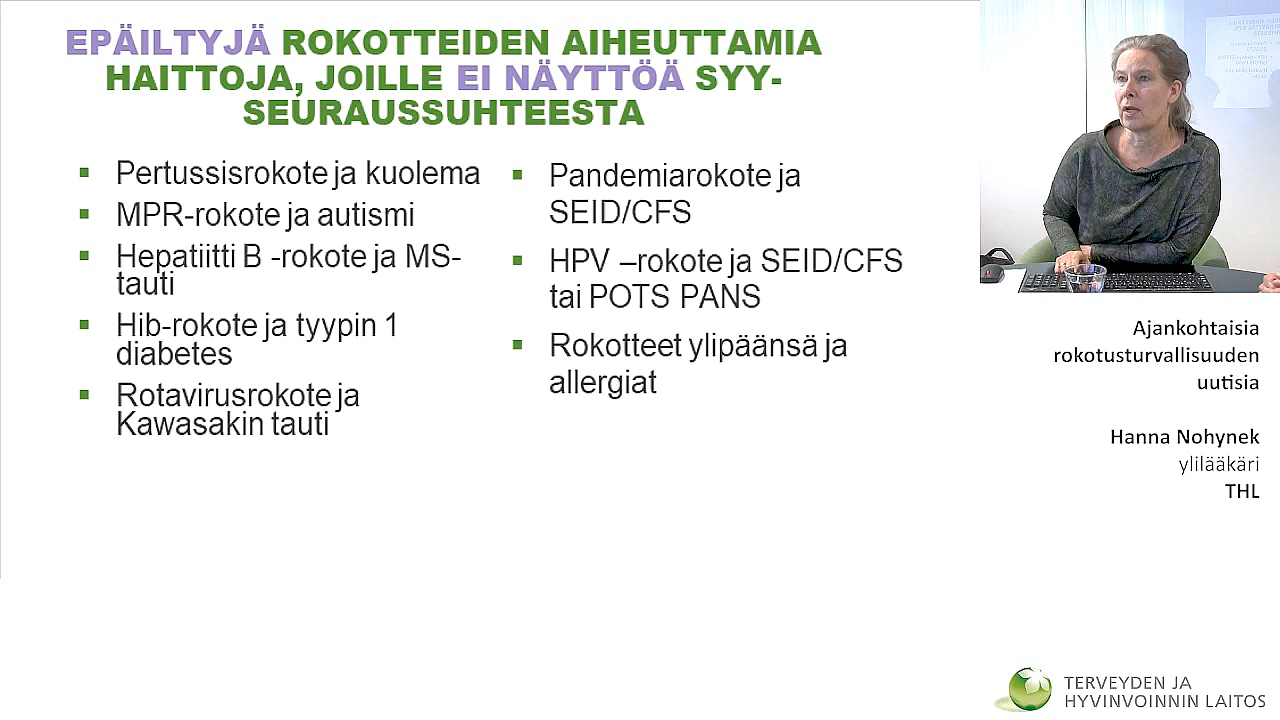 EPÄILTYJÄ ROKOTTEIDEN AIHEUTTAMIA
HAITTOJA, JOILLE EI NÄYTTÖÄ SYY-
SEURAUSSUHTEESTA
Pertussisrokote ja kuolema
MPR-rokote ja autismi
Hepatiitti B -rokote ja MS-
tauti
Hib-rokote ja tyypin 1
diabetes
Rotavirusrokote ja
Kawasakin tauti
Pandemiarokote ja
SEID/CFS
HPV –rokote ja SEID/CFS
tai POTS PANS
Rokotteet ylipäänsä ja
allergiat
Ajankohtaisia
rokotusturvallisuuden
uutisia
Hanna Nohynek
ylilääkäri
THL
TERVEYDEN JA
HYVINVOINNIN LAITOS